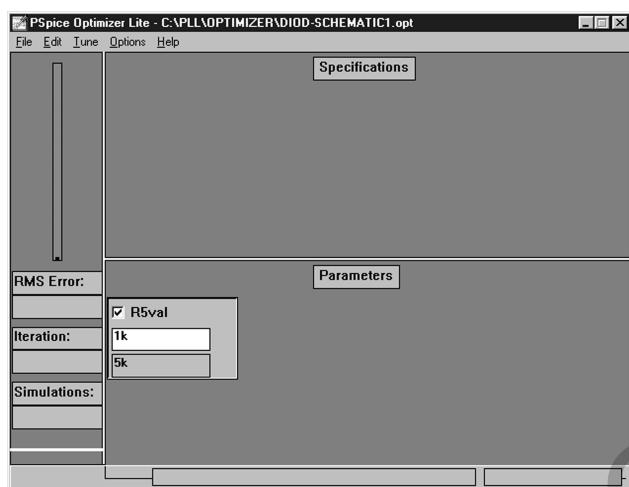 PSpice Optimizer Lite - C:\PLL\OPTIMIZER\DIOD-SCHEMATIC1.opt
File Edit Tune Options Help
Specifications
RMS Error:
Iteration:
Simulations:
Parameters
R5val
1k
5k